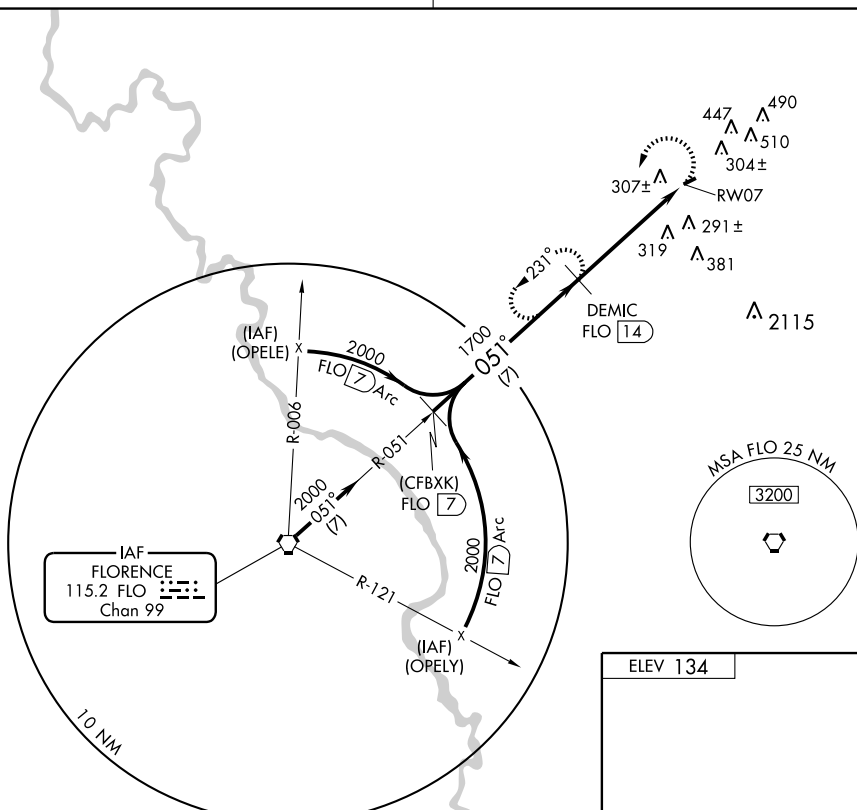 447
490
510
304±
307±
RW07
291±
319
381
231°
DEMIC
FLO 14
2115
(IAF)
(OPELE)
2000
FLO 7 Arc
1700
051°
(7)
R-006
R-051
(CFBXK)
FLO 7
2000
051°
(7)
MSA FLO 25 NM
3200
IAF
FLORENCE
115.2 FLO
Chan 99
R-121
2000
FLO 7 Arc
(IAF)
(OPELY)
10 NM
ELEV 134